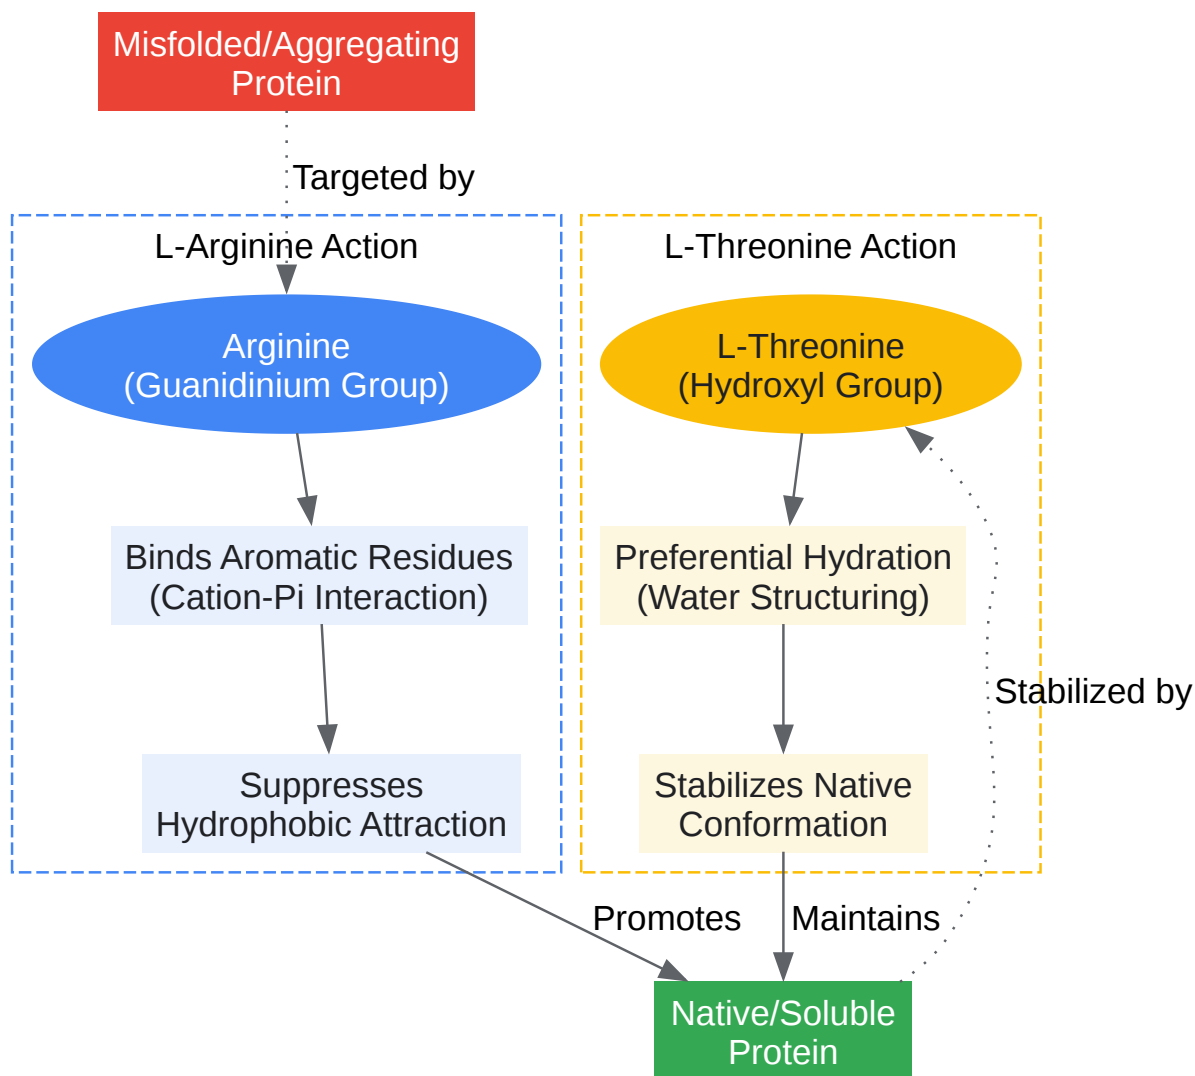 Misfolded/Aggregating
Protein
Targeted by
L-Arginine Action
Arginine
(Guanidinium Group)
Binds Aromatic Residues
(Cation-Pi Interaction)
Suppresses
Hydrophobic Attraction
Promotes
L-Threonine Action
L-Threonine
(Hydroxyl Group)
Preferential Hydration
(Water Structuring)
Stabilizes Native
Conformation
Maintains
Stabilized by
Native/Soluble
Protein